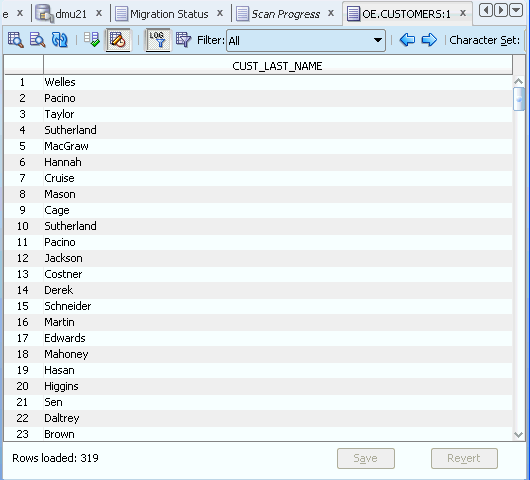 e x dmu21 x Migration Status x Scan Progress x OE.CUSTOMERS:1 x
LOG Filter: All Character Set:
CUST_LAST_NAME
1 Welles
2 Pacino
3 Taylor
4 Sutherland
5 MacGraw
6 Hannah
7 Cruise
8 Mason
9 Cage
10 Sutherland
11 Pacino
12 Jackson
13 Costner
14 Derek
15 Schneider
16 Martin
17 Edwards
18 Mahoney
19 Hasan
20 Higgins
21 Sen
22 Daltrey
23 Brown
Rows loaded: 319 Save Revert